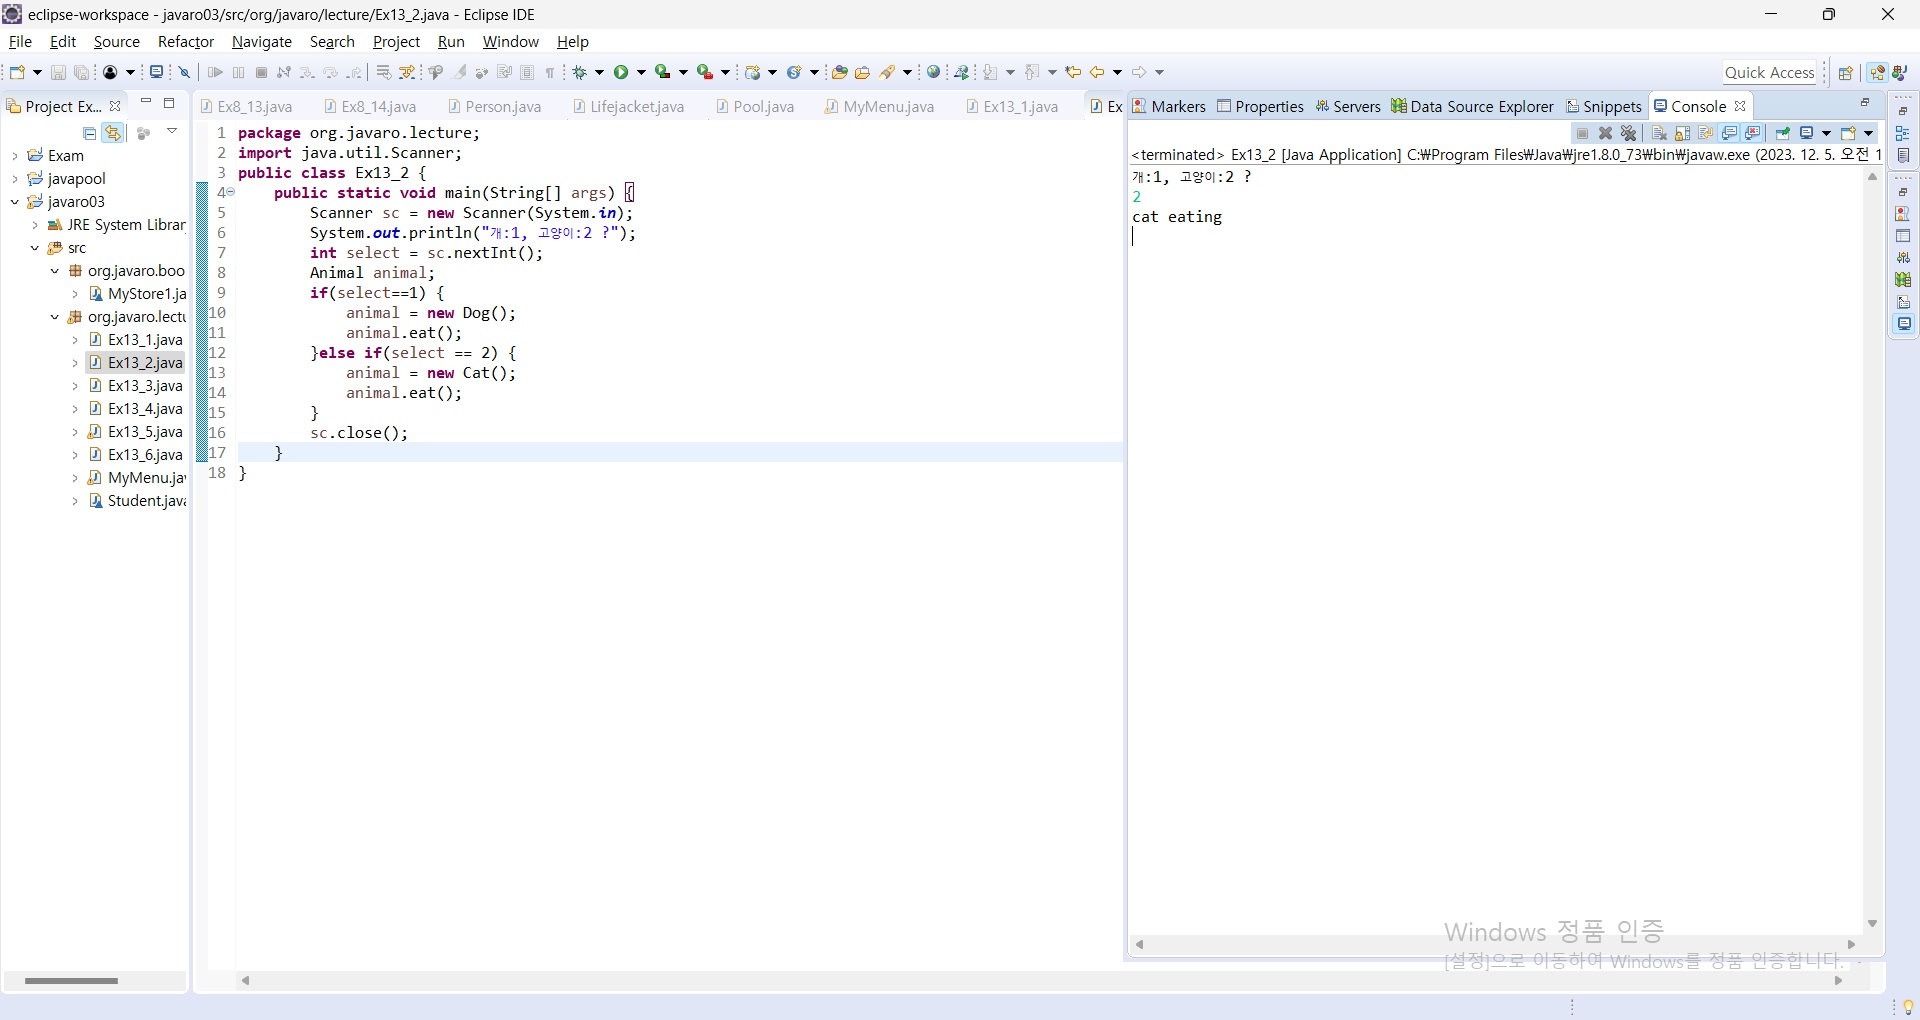 eclipse-workspace - javaro03/src/org/javaro/lecture/Ex13_2.java - Eclipse IDE
File Edit Source Refactor Navigate Search Project Run Window Help
Quick Access
Project Ex...
Exam
javapool
javaro03
JRE System Librar
src
org.javaro.boo
MyStore1.ja
org.javaro.lectu
Ex13_1.java
Ex13_2.java
Ex13_3.java
Ex13_4.java
Ex13_5.java
Ex13_6.java
MyMenu.jav
Student.java
Ex8_13.java Ex8_14.java Person.java Lifejacket.java Pool.java MyMenu.java Ex13_1.java Ex
1 package org.javaro.lecture;
2 import java.util.Scanner;
3 public class Ex13_2 {
4 public static void main(String[] args) {
5 Scanner sc = new Scanner(System.in);
6 System.out.println("개:1, 고양이:2 ?");
7 int select = sc.nextInt();
8 Animal animal;
9 if(select==1) {
10 animal = new Dog();
11 animal.eat();
12 }else if(select == 2) {
13 animal = new Cat();
14 animal.eat();
15 }
16 sc.close();
17 }
18 }
Markers Properties Servers Data Source Explorer Snippets Console
<terminated> Ex13_2 [Java Application] C:₩Program Files₩Java₩jre1.8.0_73₩bin₩javaw.exe (2023. 12. 5. 오전 1
개:1, 고양이:2 ?
2
cat eating
Windows 정품 인증
[설정]으로 이동하여 Windows를 정품 인증합니다.